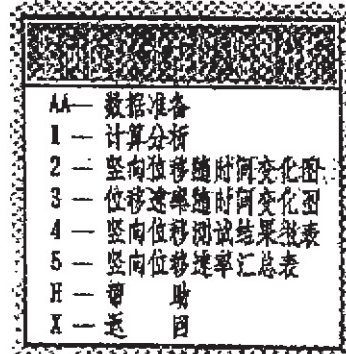 AA— 数据准备
1 — 计算分析
2 — 竖向位移随时间变化图
3 — 位移速率随时间变化图
4 — 竖向位移测试结果报表
5 — 竖向位移速率汇总表
H — 帮 助
X — 返 回